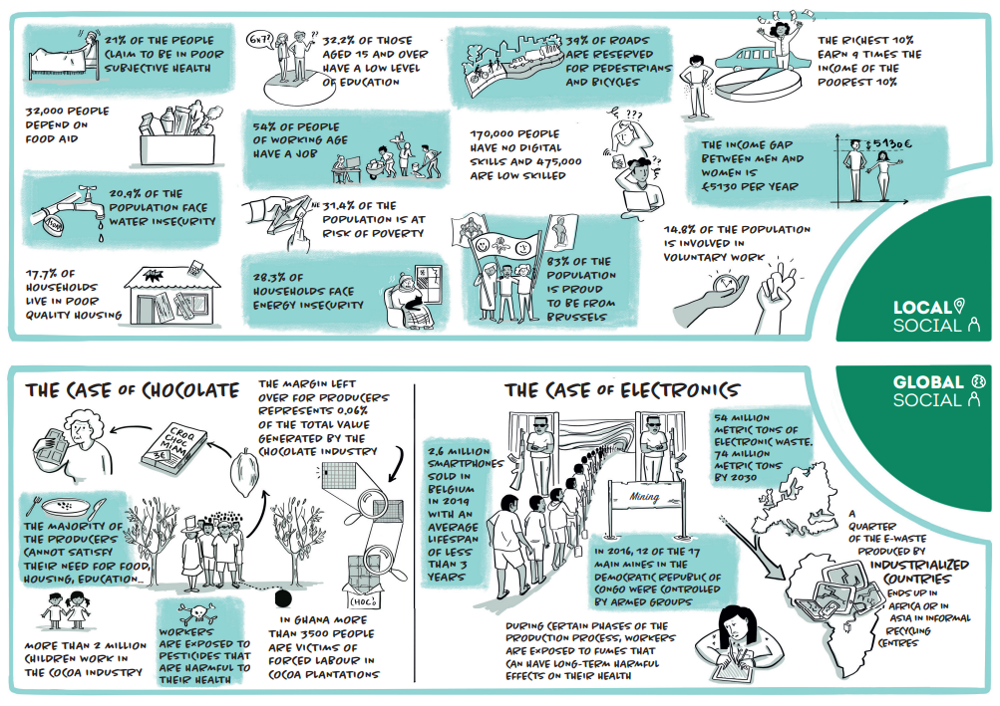 21% OF THE PEOPLE
CLAIM TO BE IN POOR
SUBJECTIVE HEALTH
6x7?
??
32,2% OF THOSE
AGED 15 AND OVER
HAVE A LOW LEVEL
OF EDUCATION
39% OF ROADS
ARE RESERVED
FOR PEDESTRIANS
AND BICYCLES
THE RICHEST 10%
EARN 9 TIMES THE
INCOME OF THE
POOREST 10%
32,000 PEOPLE
DEPEND ON
FOOD AID
54% OF PEOPLE
OF WORKING AGE
HAVE A JOB
170,000 PEOPLE
HAVE NO DIGITAL
SKILLS AND 475,000
ARE LOW SKILLED
???
??
THE INCOME GAP
BETWEEN MEN AND
WOMEN IS
£5130 PER YEAR
5130€
20,9% OF THE
POPULATION FACE
WATER INSECURITY
31,4% OF THE
POPULATION IS AT
RISK OF POVERTY
83% OF THE
POPULATION
IS PROUD
TO BE FROM
BRUSSELS
14,8% OF THE POPULATION
IS INVOLVED IN
VOLUNTARY WORK
17,7% OF
HOUSEHOLDS
LIVE IN POOR
QUALITY HOUSING
28,3% OF
HOUSEHOLDS FACE
ENERGY INSECURITY
LOCAL
SOCIAL
THE CASE OF CHOCOLATE
THE MARGIN LEFT
OVER FOR PRODUCERS
REPRESENTS 0,06%
OF THE TOTAL VALUE
GENERATED BY THE
CHOCOLATE INDUSTRY
CROQ
CHOC
MIAM
3€
THE MAJORITY OF
THE PRODUCERS
CANNOT SATISFY
THEIR NEED FOR FOOD,
HOUSING, EDUCATION...
CHOC's
MORE THAN 2 MILLION
CHILDREN WORK IN
THE COCOA INDUSTRY
WORKERS
ARE EXPOSED TO
PESTICIDES THAT
ARE HARMFUL TO
THEIR HEALTH
IN GHANA MORE
THAN 3500 PEOPLE
ARE VICTIMS OF
FORCED LABOUR IN
COCOA PLANTATIONS
THE CASE OF ELECTRONICS
2,6 MILLION
SMARTPHONES
SOLD IN
BELGIUM
IN 2019
WITH AN
AVERAGE
LIFESPAN
OF LESS
THAN 3
YEARS
Mining
IN 2016, 12 OF THE 17
MAIN MINES IN THE
DEMOCRATIC REPUBLIC OF
CONGO WERE CONTROLLED
BY ARMED GROUPS
DURING CERTAIN PHASES OF THE
PRODUCTION PROCESS, WORKERS
ARE EXPOSED TO FUMES THAT
CAN HAVE LONG-TERM HARMFUL
EFFECTS ON THEIR HEALTH
54 MILLION
METRIC TONS OF
ELECTRONIC WASTE.
74 MILLION
METRIC TONS
BY 2030
A
QUARTER
OF THE E-WASTE
PRODUCED BY
INDUSTRIALIZED
COUNTRIES
ENDS UP IN
AFRICA OR IN
ASIA IN INFORMAL
RECYCLING
CENTRES
GLOBAL
SOCIAL